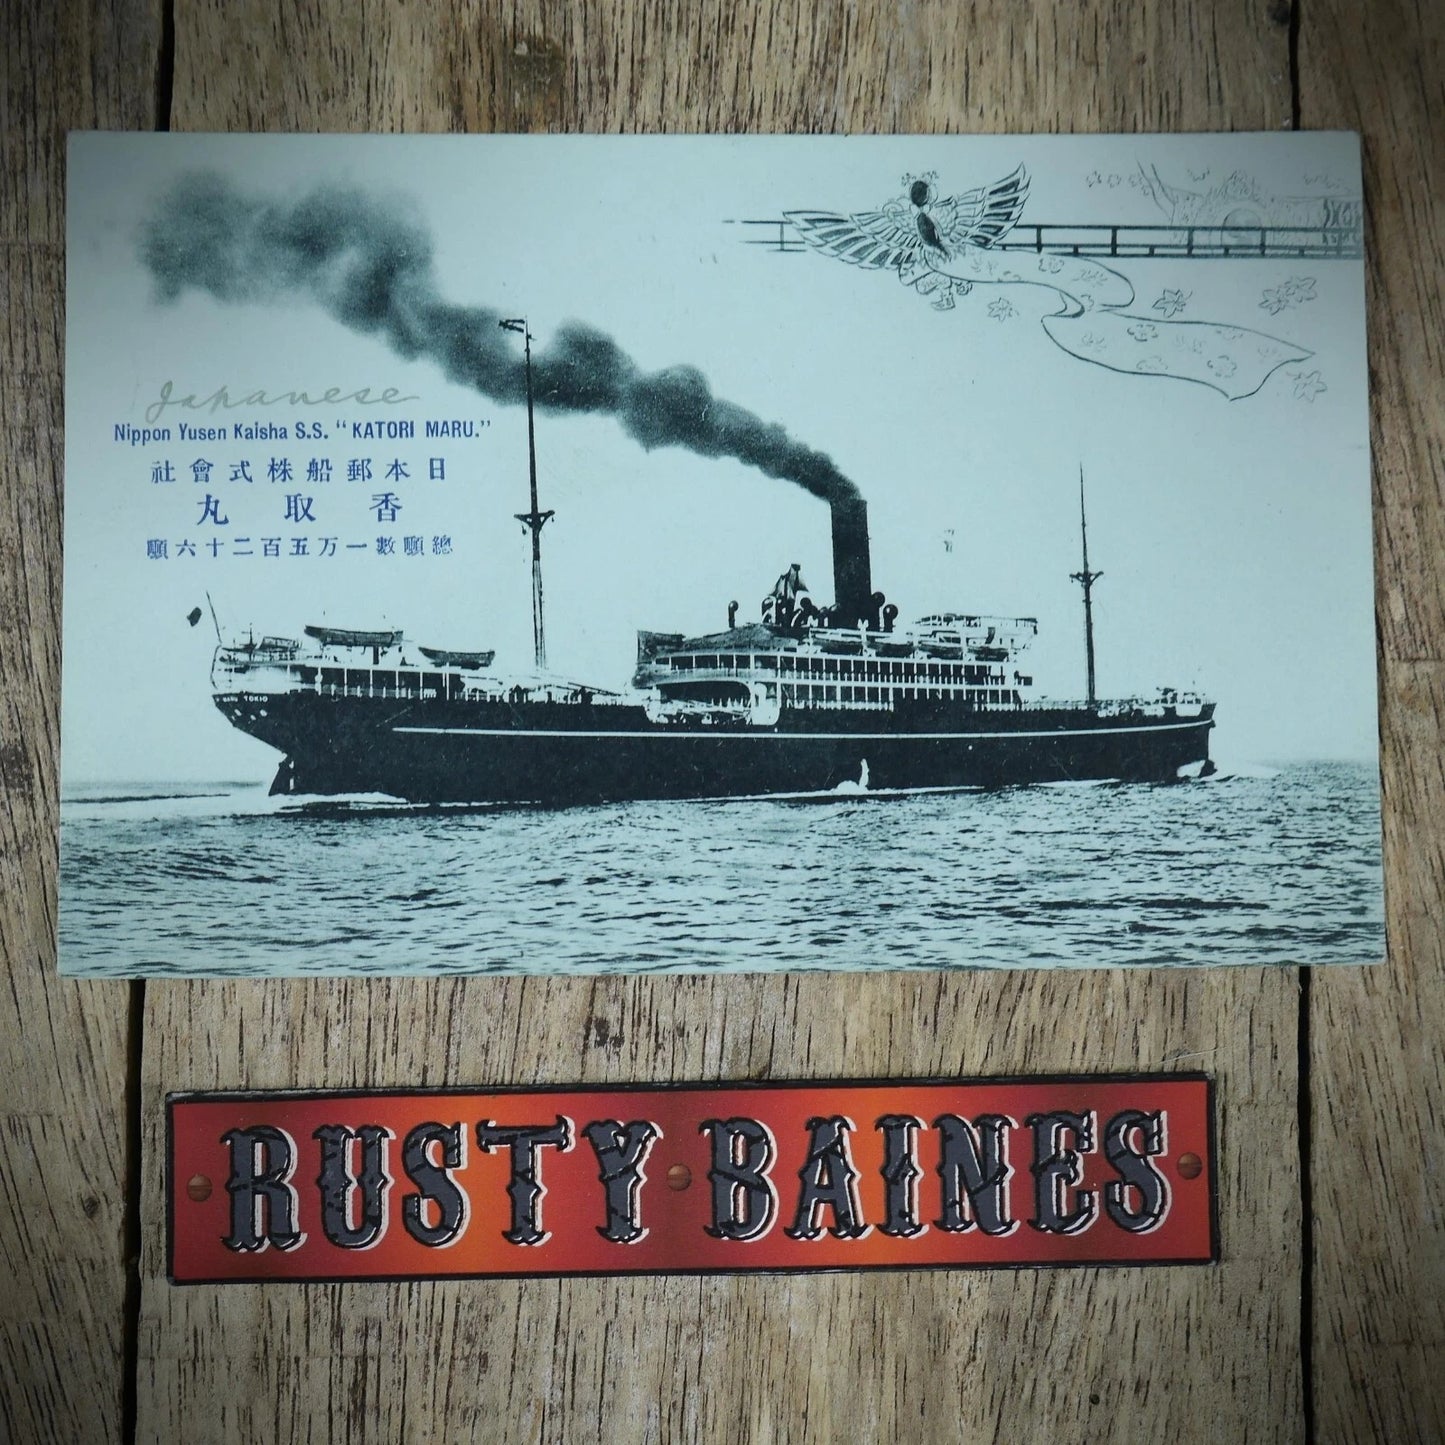 Japanese
Nippon Yusen Kaisha S.S. "KATORI MARU."
日本郵船株式會社
香取丸
總噸數一万五百二十六噸
TOKIO
RUSTY BAINES